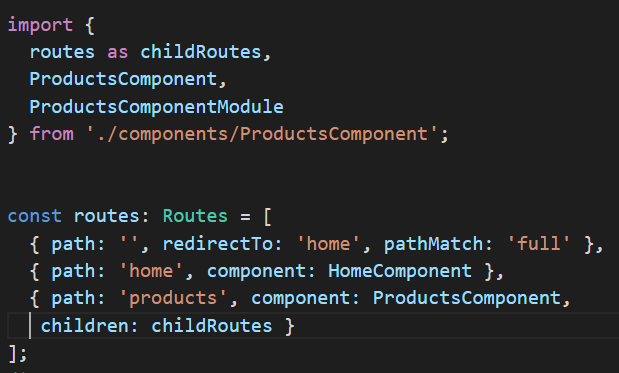 import {
routes as childRoutes,
ProductsComponent,
ProductsComponentModule
} from './components/ProductsComponent';
const routes: Routes = [
{ path: '', redirectTo: 'home', pathMatch: 'full' },
{ path: 'home', component: HomeComponent },
{ path: 'products', component: ProductsComponent,
children: childRoutes }
];